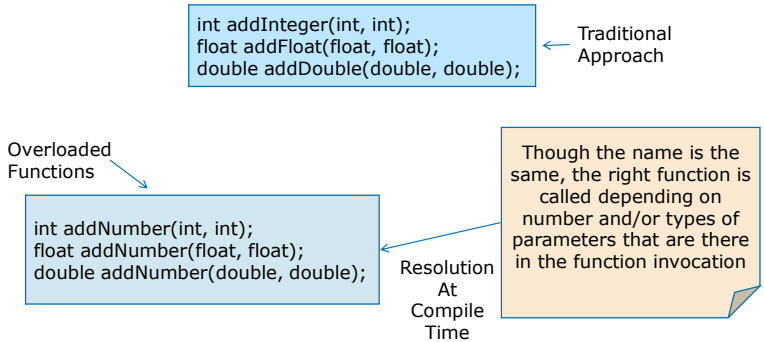 int addInteger(int, int);
float addFloat(float, float);
double addDouble(double, double);
Traditional
Approach
Overloaded
Functions
int addNumber(int, int);
float addNumber(float, float);
double addNumber(double, double);
Though the name is the
same, the right function is
called depending on
number and/or types of
parameters that are there
in the function invocation
Resolution
At
Compile
Time